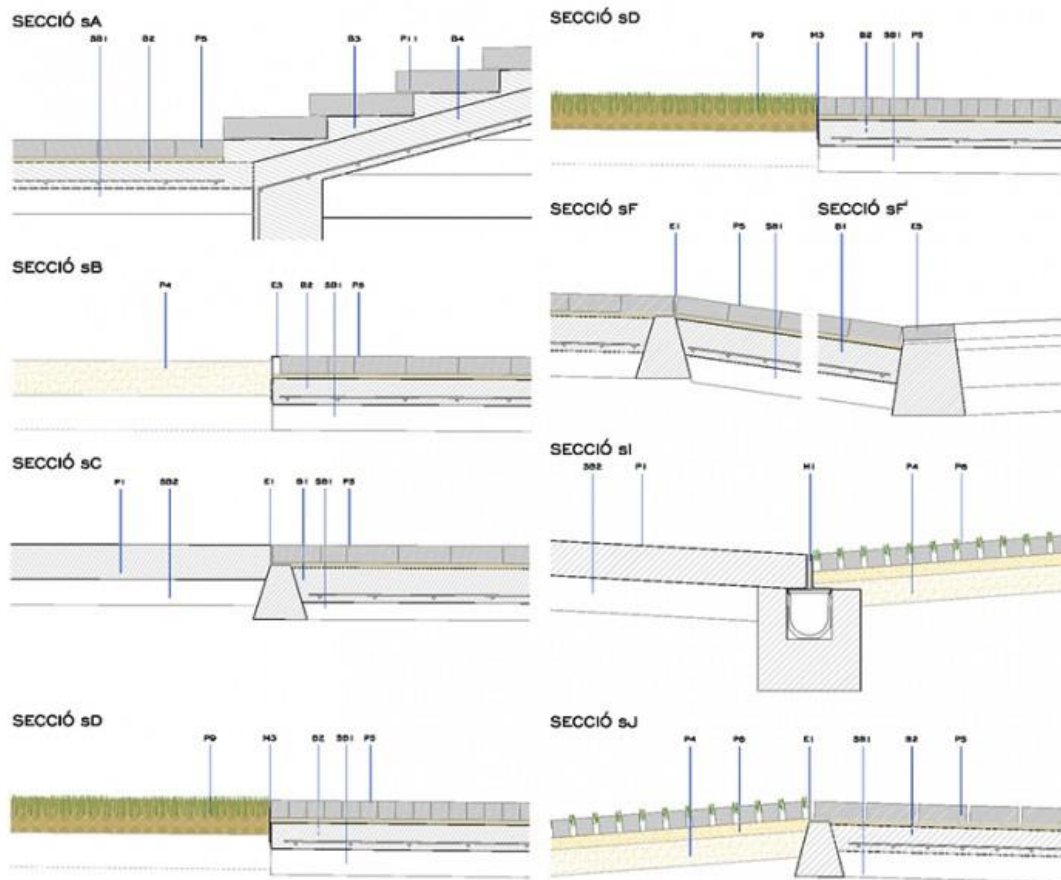 SECCIÓ sA
SB1 B2 P5 B3 P11 B4
SECCIÓ sB
P4 E3 B2 SB1 P5
SECCIÓ sC
P1 SB2 E1 B1 SB1 P5
SECCIÓ sD
P9 M3 B2 SB1 P5
SECCIÓ sD
P9 M3 B2 SB1 P5
SECCIÓ sF
E1 P5 SB1
SECCIÓ sF'
B1 E5
SECCIÓ sI
SB2 P1 M1 P4 P6
SECCIÓ sJ
P4 P6 E1 SB1 B2 P5